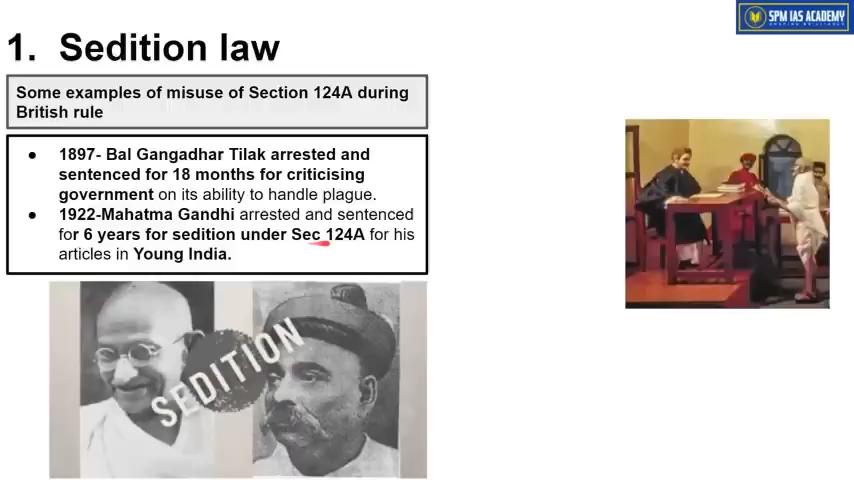 SPM IAS ACADEMY
1. Sedition law
Some examples of misuse of Section 124A during
British rule
● 1897- Bal Gangadhar Tilak arrested and
sentenced for 18 months for criticising
government on its ability to handle plague.
● 1922-Mahatma Gandhi arrested and sentenced
for 6 years for sedition under Sec 124A for his
articles in Young India.
SEDITION